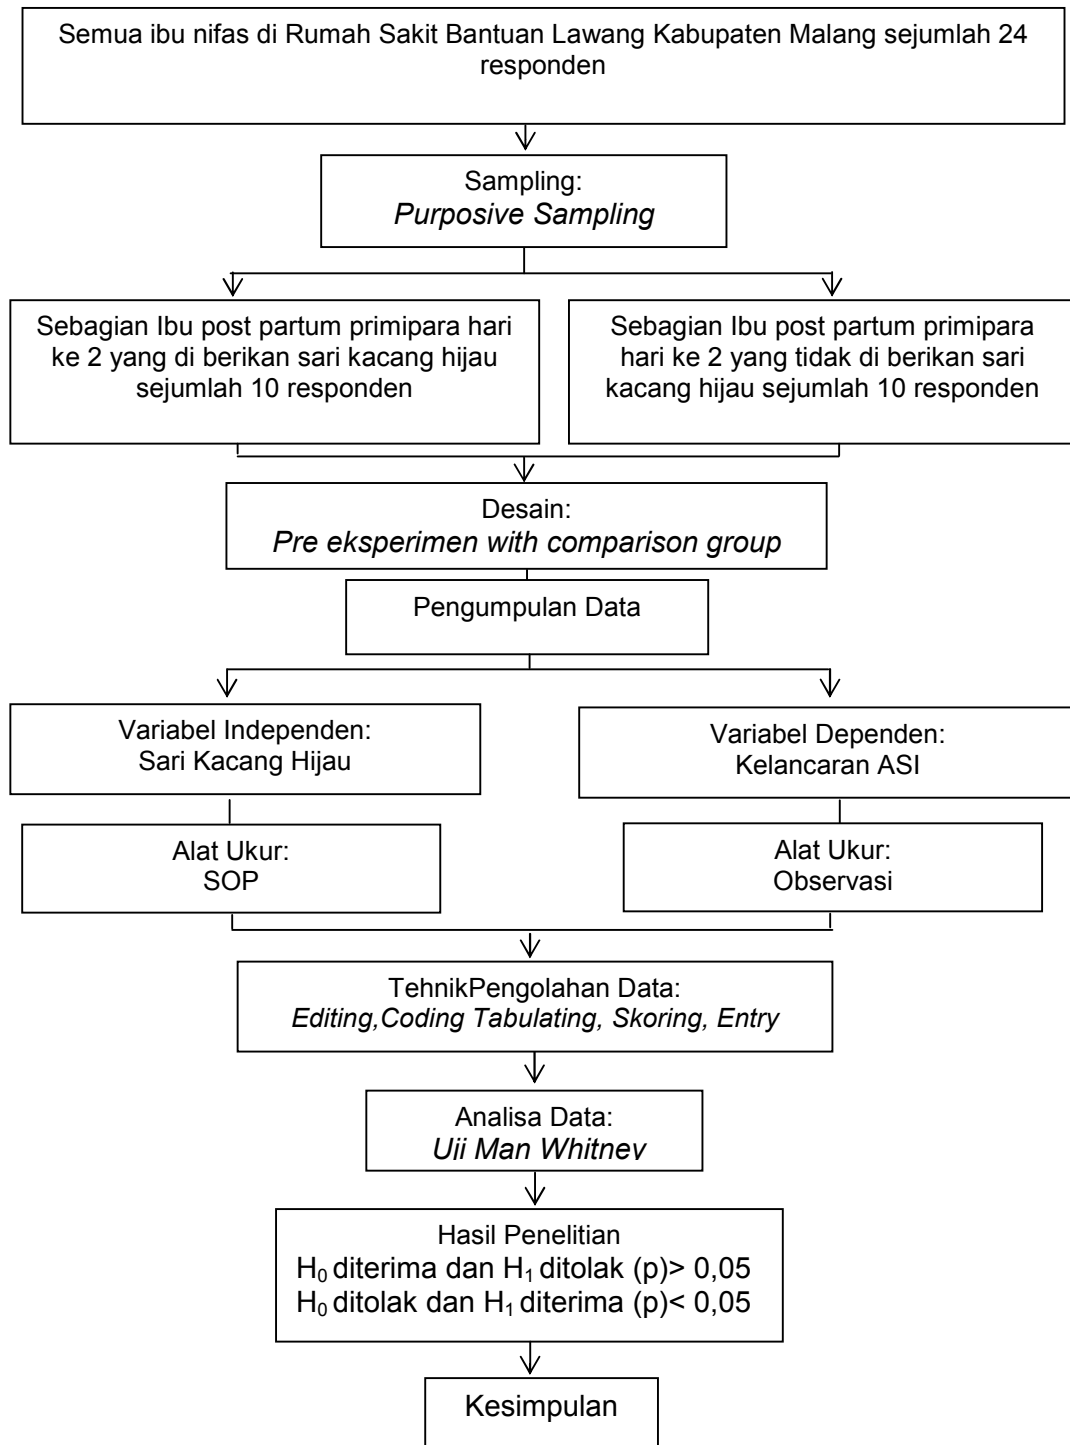 Semua ibu nifas di Rumah Sakit Bantuan Lawang Kabupaten Malang sejumlah 24
responden
Sampling:
Purposive Sampling
Sebagian Ibu post partum primipara hari
ke 2 yang di berikan sari kacang hijau
sejumlah 10 responden
Sebagian Ibu post partum primipara
hari ke 2 yang tidak di berikan sari
kacang hijau sejumlah 10 responden
Desain:
Pre eksperimen with comparison group
Pengumpulan Data
Variabel Independen:
Sari Kacang Hijau
Variabel Dependen:
Kelancaran ASI
Alat Ukur:
SOP
Alat Ukur:
Observasi
TehnikPengolahan Data:
Editing,Coding Tabulating, Skoring, Entry
Analisa Data:
Uji Man Whitney
Hasil Penelitian
H₀ diterima dan H₁ ditolak (p)> 0,05
H₀ ditolak dan H₁ diterima (p)< 0,05
Kesimpulan